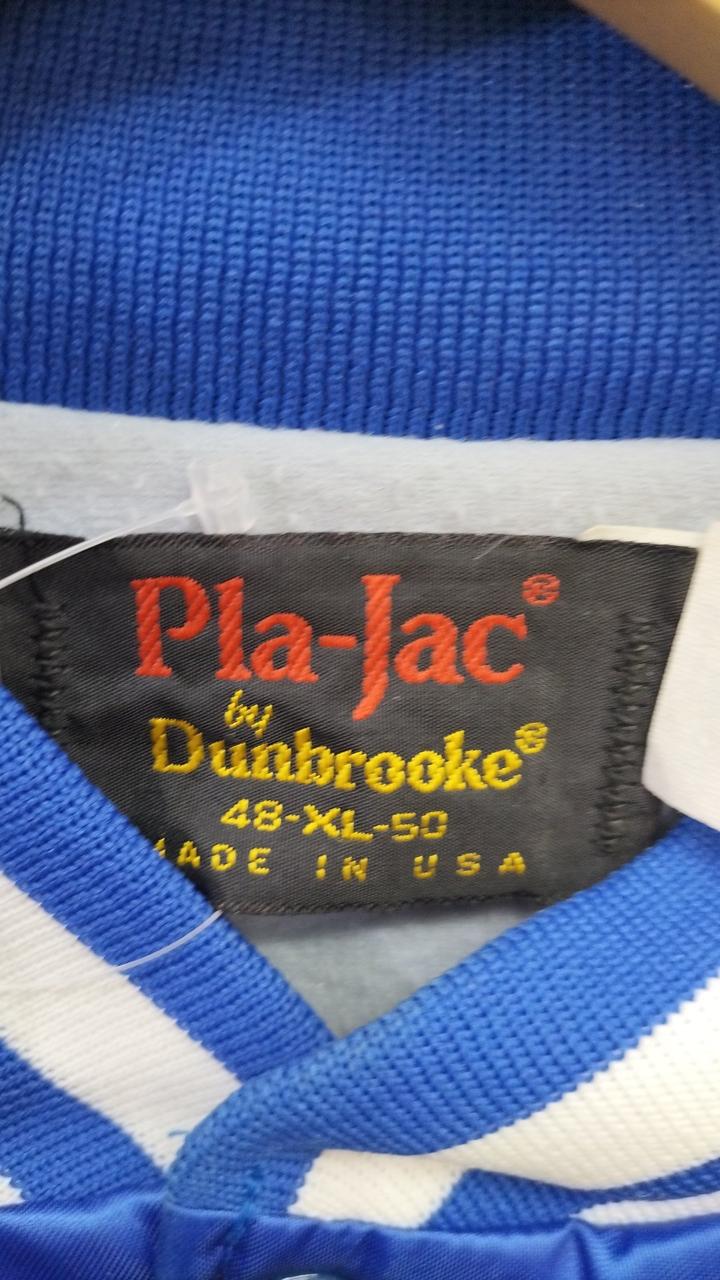 Pla-Jac®
by
Dunbrooke®
48-XL-50
MADE IN USA